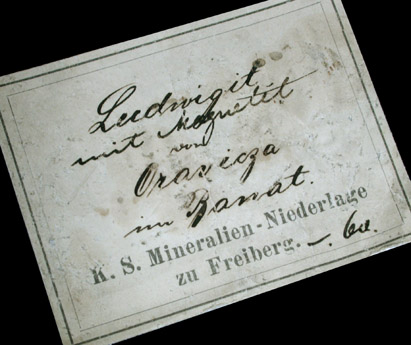 Ludwigit
mit Magnetit
von
Oravicza
im Banat.
K. S. Mineralien-Niederlage
zu Freiberg.